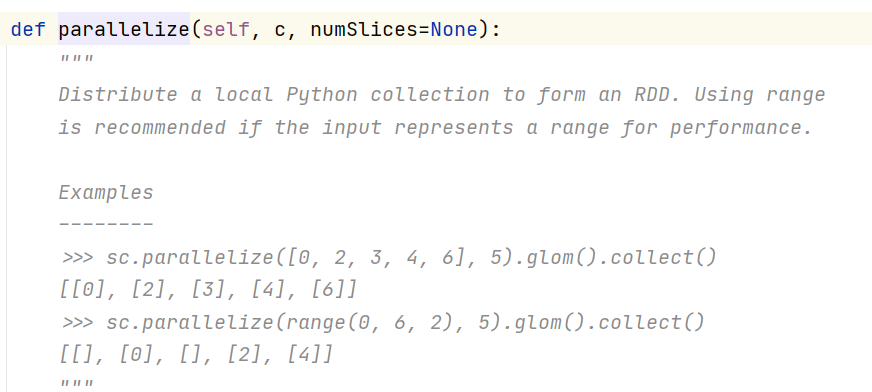 def parallelize(self, c, numSlices=None):
"""
Distribute a local Python collection to form an RDD. Using range
is recommended if the input represents a range for performance.
Examples
--------
>>> sc.parallelize([0, 2, 3, 4, 6], 5).glom().collect()
[[0], [2], [3], [4], [6]]
>>> sc.parallelize(range(0, 6, 2), 5).glom().collect()
[[], [0], [], [2], [4]]
"""